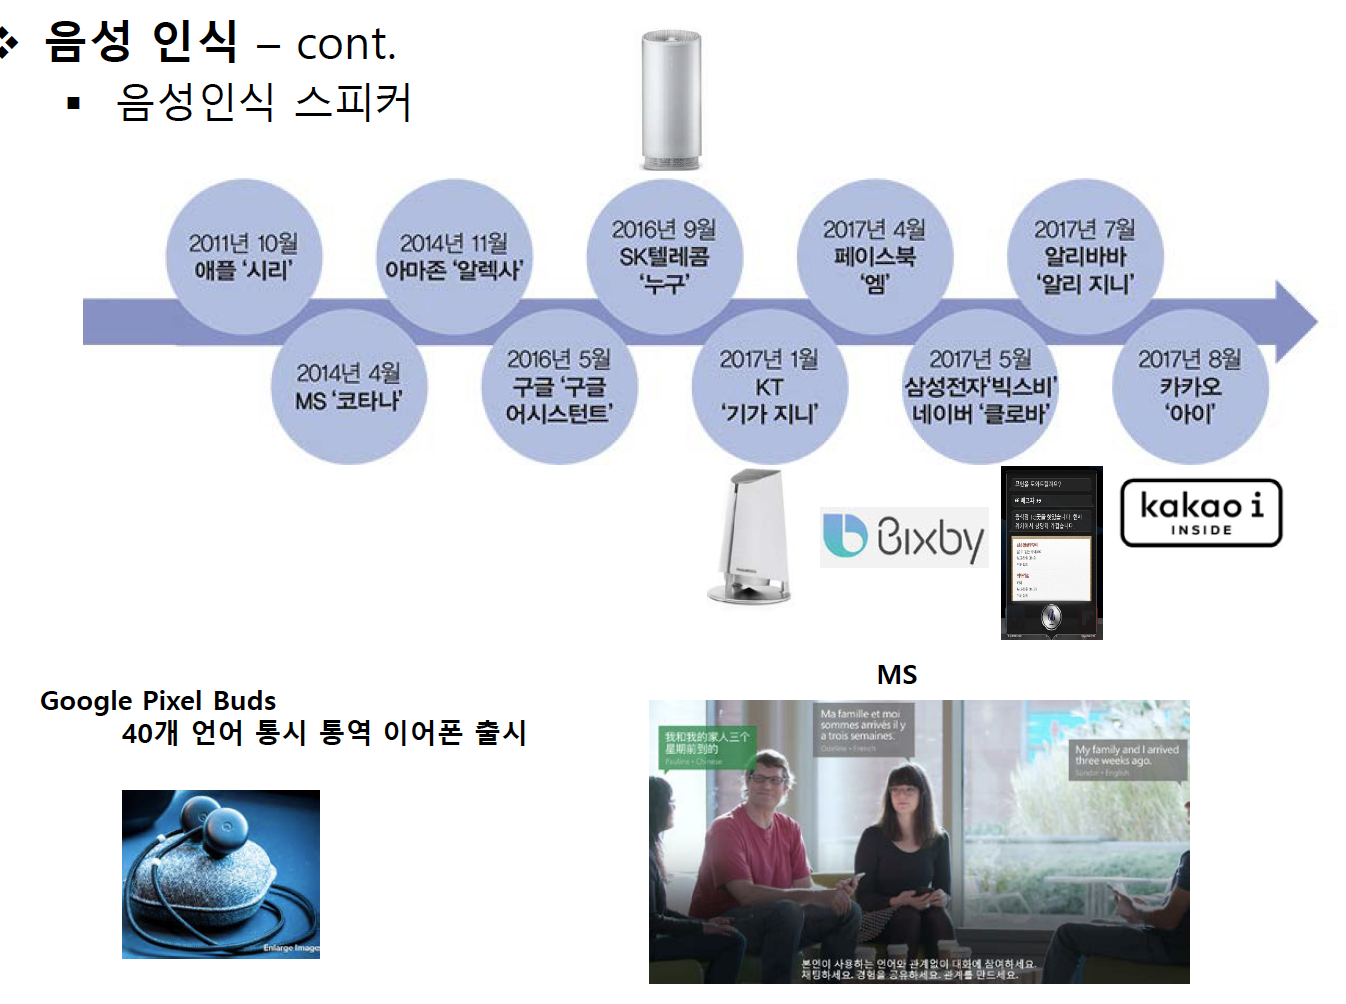 ❖ 음성 인식 – cont.
▪ 음성인식 스피커
2011년 10월
애플 ‘시리’
2014년 4월
MS ‘코타나’
2014년 11월
아마존 ‘알렉사’
2016년 5월
구글 ‘구글
어시스턴트’
2016년 9월
SK텔레콤
‘누구’
2017년 1월
KT
‘기가 지니’
2017년 4월
페이스북
‘엠’
2017년 5월
삼성전자‘빅스비’
네이버 ‘클로바’
2017년 7월
알리바바
‘알리 지니’
2017년 8월
카카오
‘아이’
Bixby
kakao i
INSIDE
Google Pixel Buds
40개 언어 통시 통역 이어폰 출시
Enlarge Image
MS
我和我的家人三个
星期前到的
Pauline • Chinese
Ma famille et moi
sommes arrivés il y
a trois semaines.
Odelline • French
My family and I arrived
three weeks ago.
Sundar • English
본인이 사용하는 언어와 관계없이 대화에 참여하세요.
채팅하세요. 경험을 공유하세요. 관계를 만드세요.